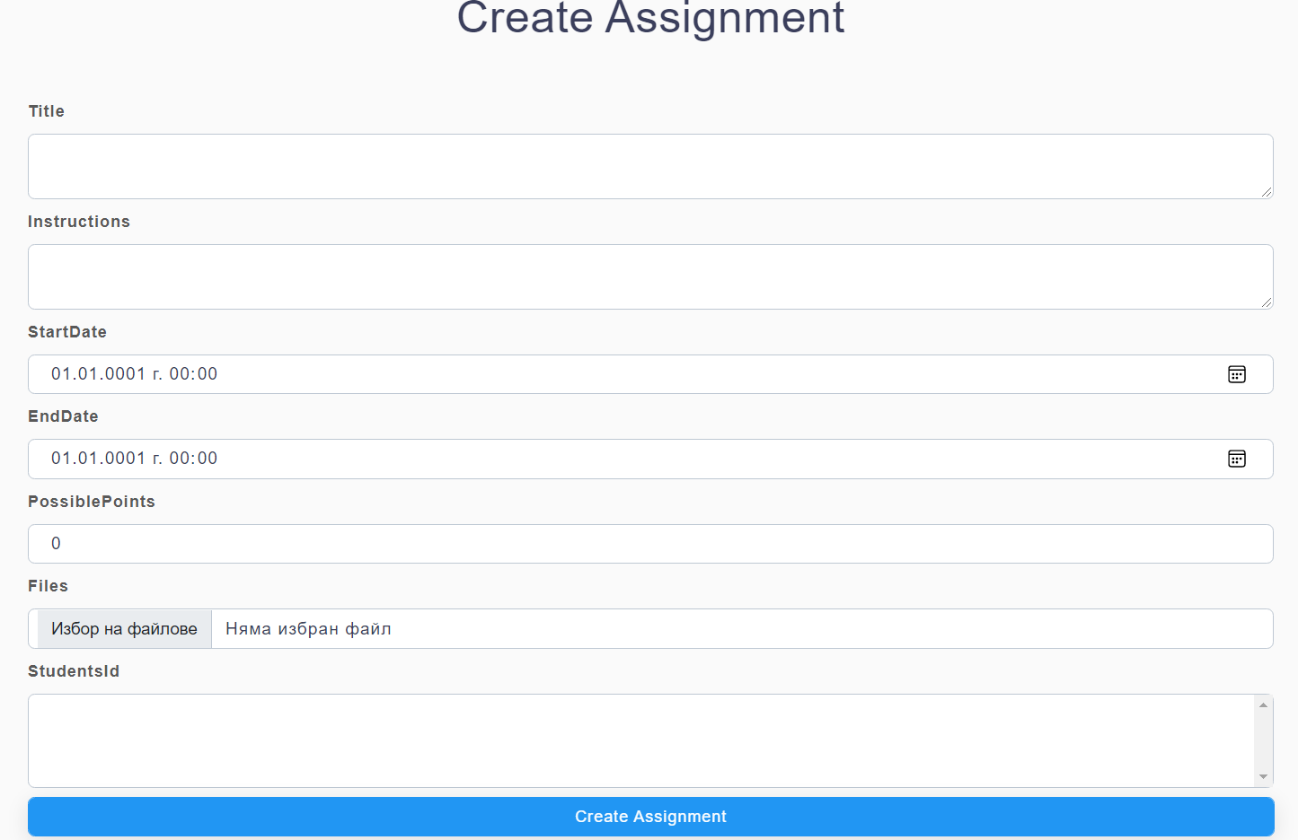 Create Assignment
Title
Instructions
StartDate
01.01.0001 г. 00:00
EndDate
01.01.0001 г. 00:00
PossiblePoints
0
Files
Избор на файлове Няма избран файл
StudentsId
Create Assignment